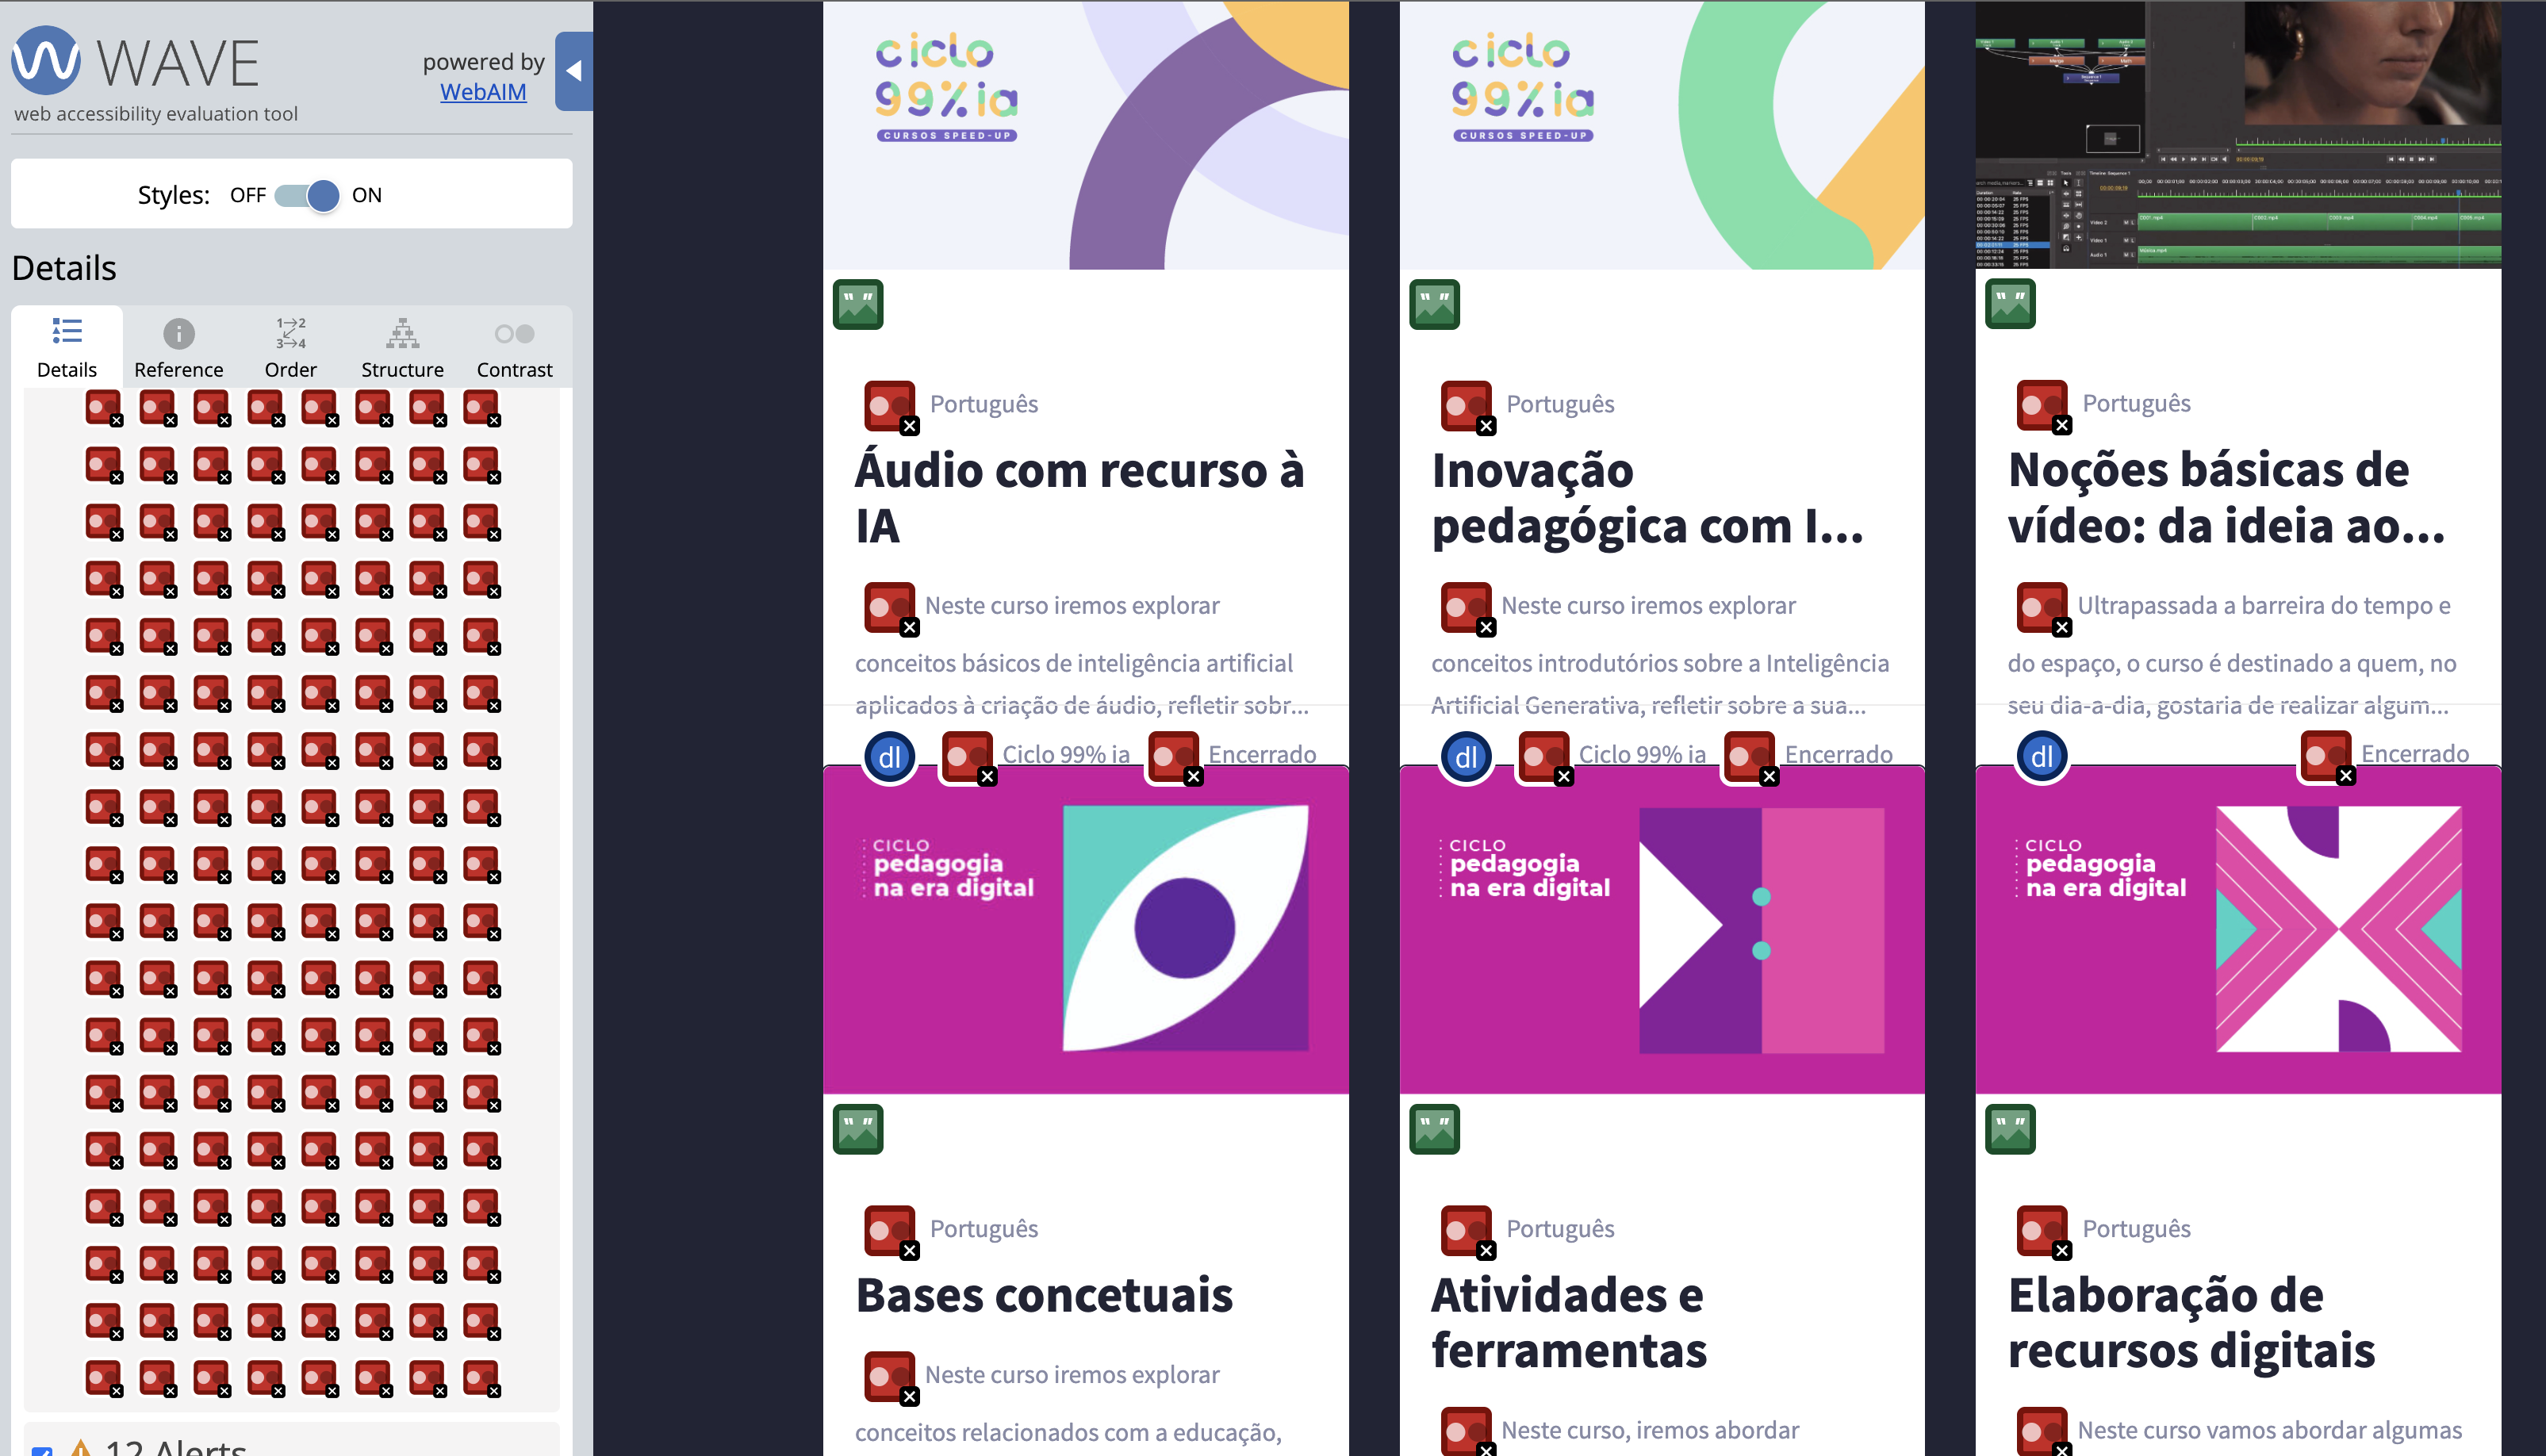 WAVE
powered by
WebAIM
web accessibility evaluation tool
Styles: OFF ON
Details
Details
Reference
Order
Structure
Contrast
12 Alerts
ciclo
99%ia
CURSOS SPEED-UP
Português
Áudio com recurso à
IA
Neste curso iremos explorar
conceitos básicos de inteligência artificial
aplicados à criação de áudio, refletir sobr...
dl Ciclo 99% ia Encerrado
ciclo
99%ia
CURSOS SPEED-UP
Português
Inovação
pedagógica com I...
Neste curso iremos explorar
conceitos introdutórios sobre a Inteligência
Artificial Generativa, refletir sobre a sua...
dl Ciclo 99% ia Encerrado
Português
Noções básicas de
vídeo: da ideia ao...
Ultrapassada a barreira do tempo e
do espaço, o curso é destinado a quem, no
seu dia-a-dia, gostaria de realizar algum...
dl Encerrado
CICLO
pedagogia
na era digital
Português
Bases concetuais
Neste curso iremos explorar
conceitos relacionados com a educação,
CICLO
pedagogia
na era digital
Português
Atividades e
ferramentas
Neste curso, iremos abordar
CICLO
pedagogia
na era digital
Português
Elaboração de
recursos digitais
Neste curso vamos abordar algumas